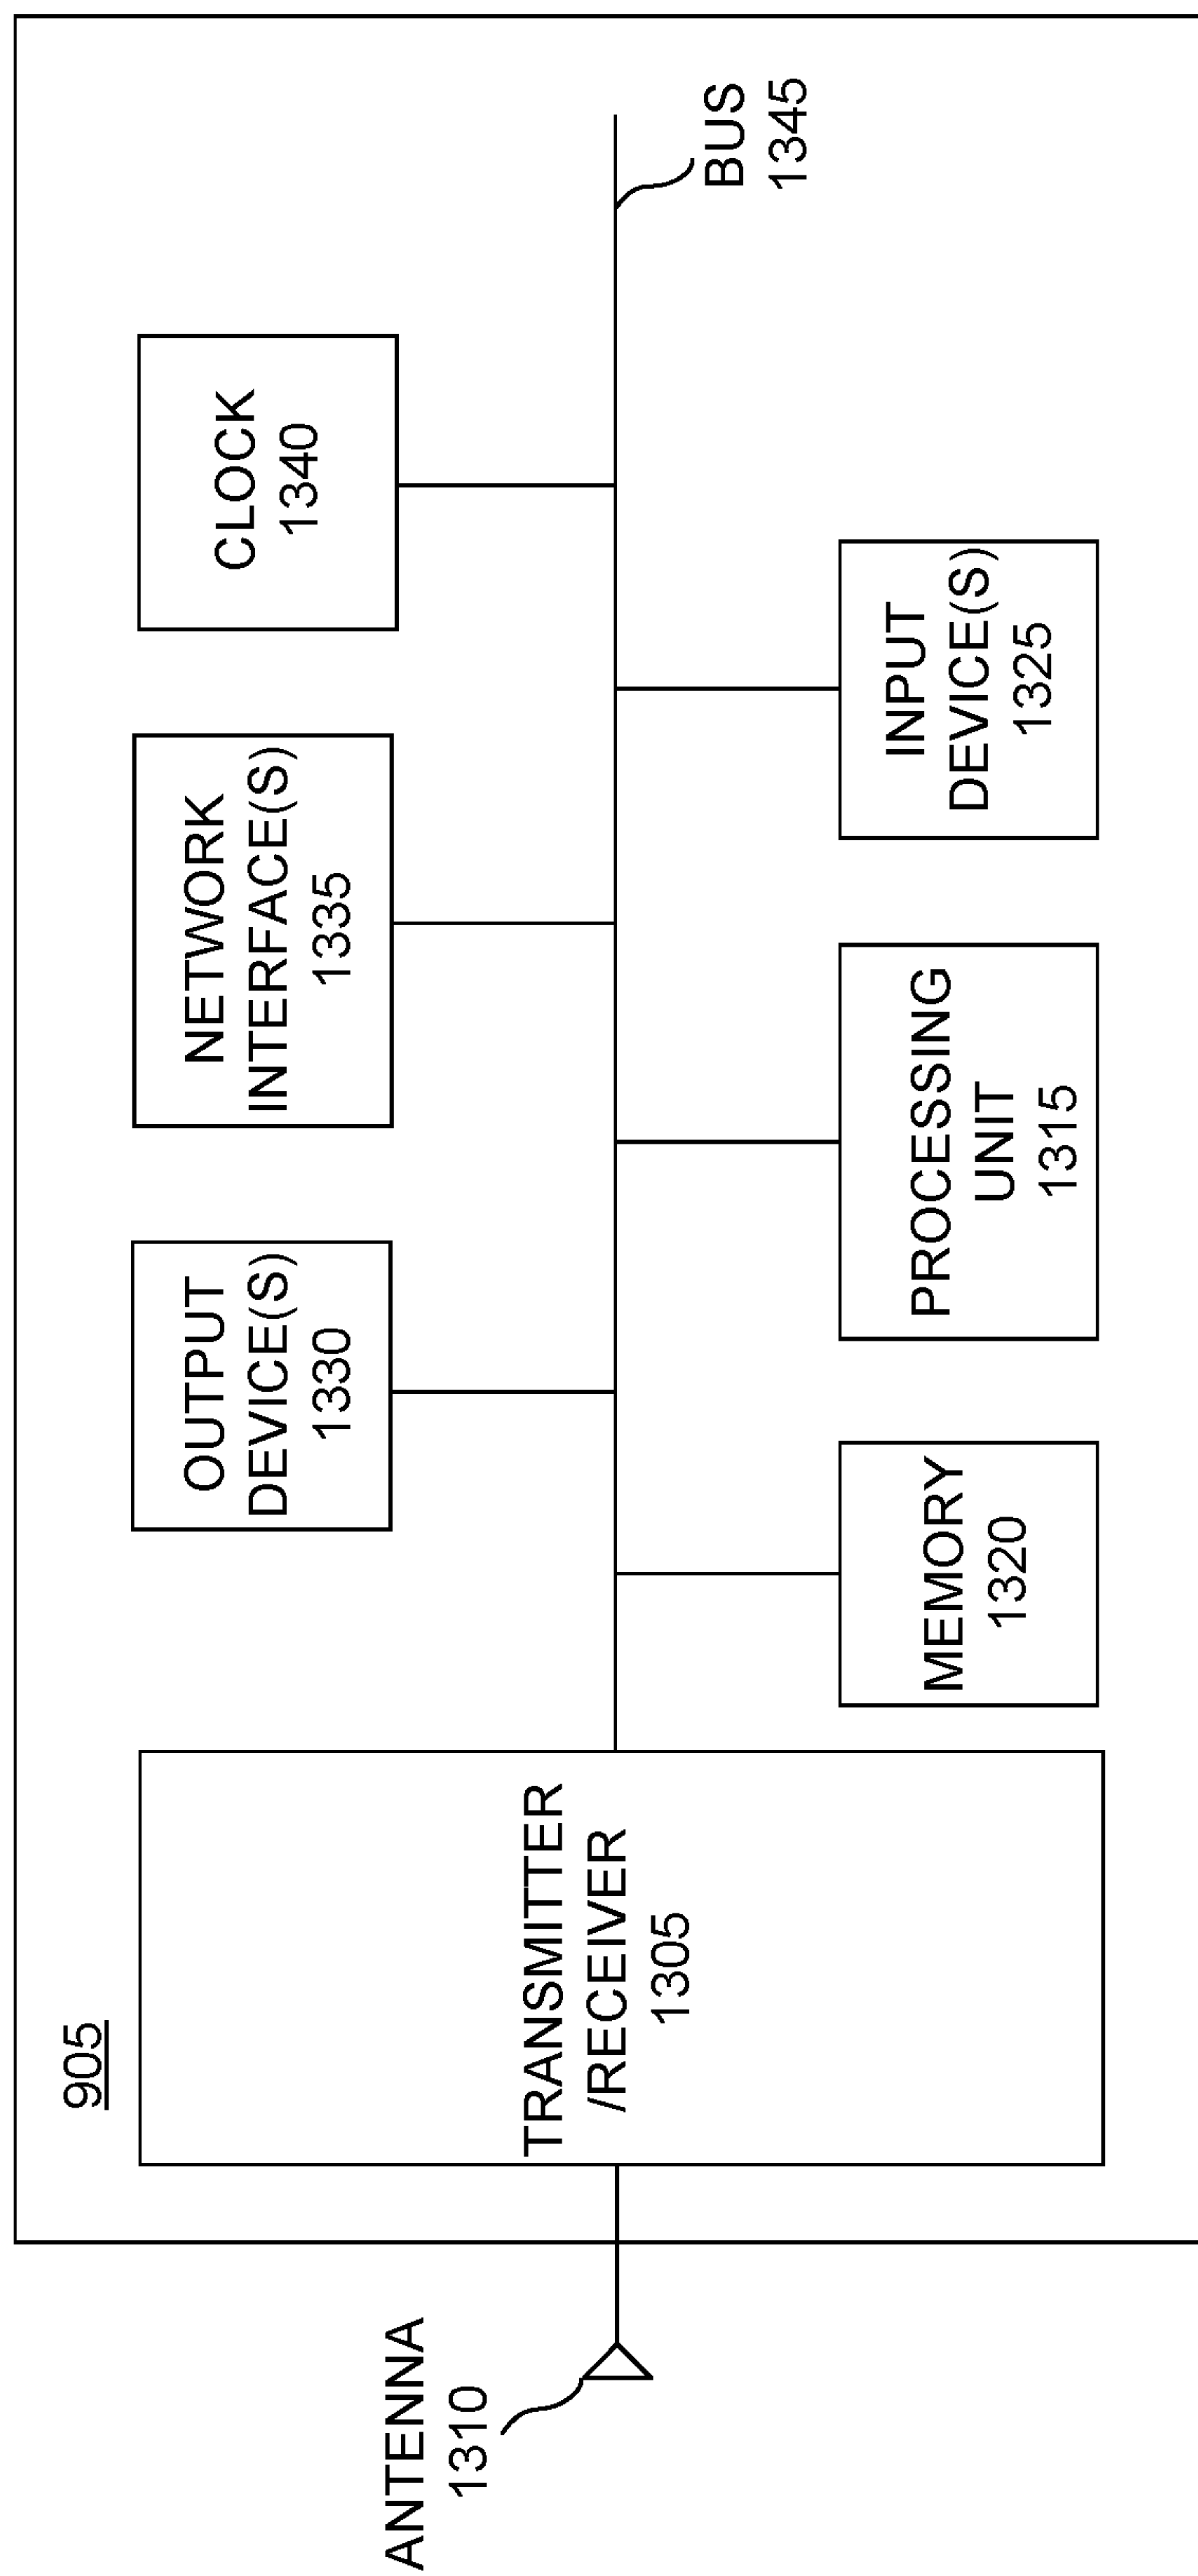 905
ANTENNA
1310
TRANSMITTER
/RECEIVER
1305
OUTPUT
DEVICE(S)
1330
NETWORK
INTERFACE(S)
1335
CLOCK
1340
BUS
1345
MEMORY
1320
PROCESSING
UNIT
1315
INPUT
DEVICE(S)
1325